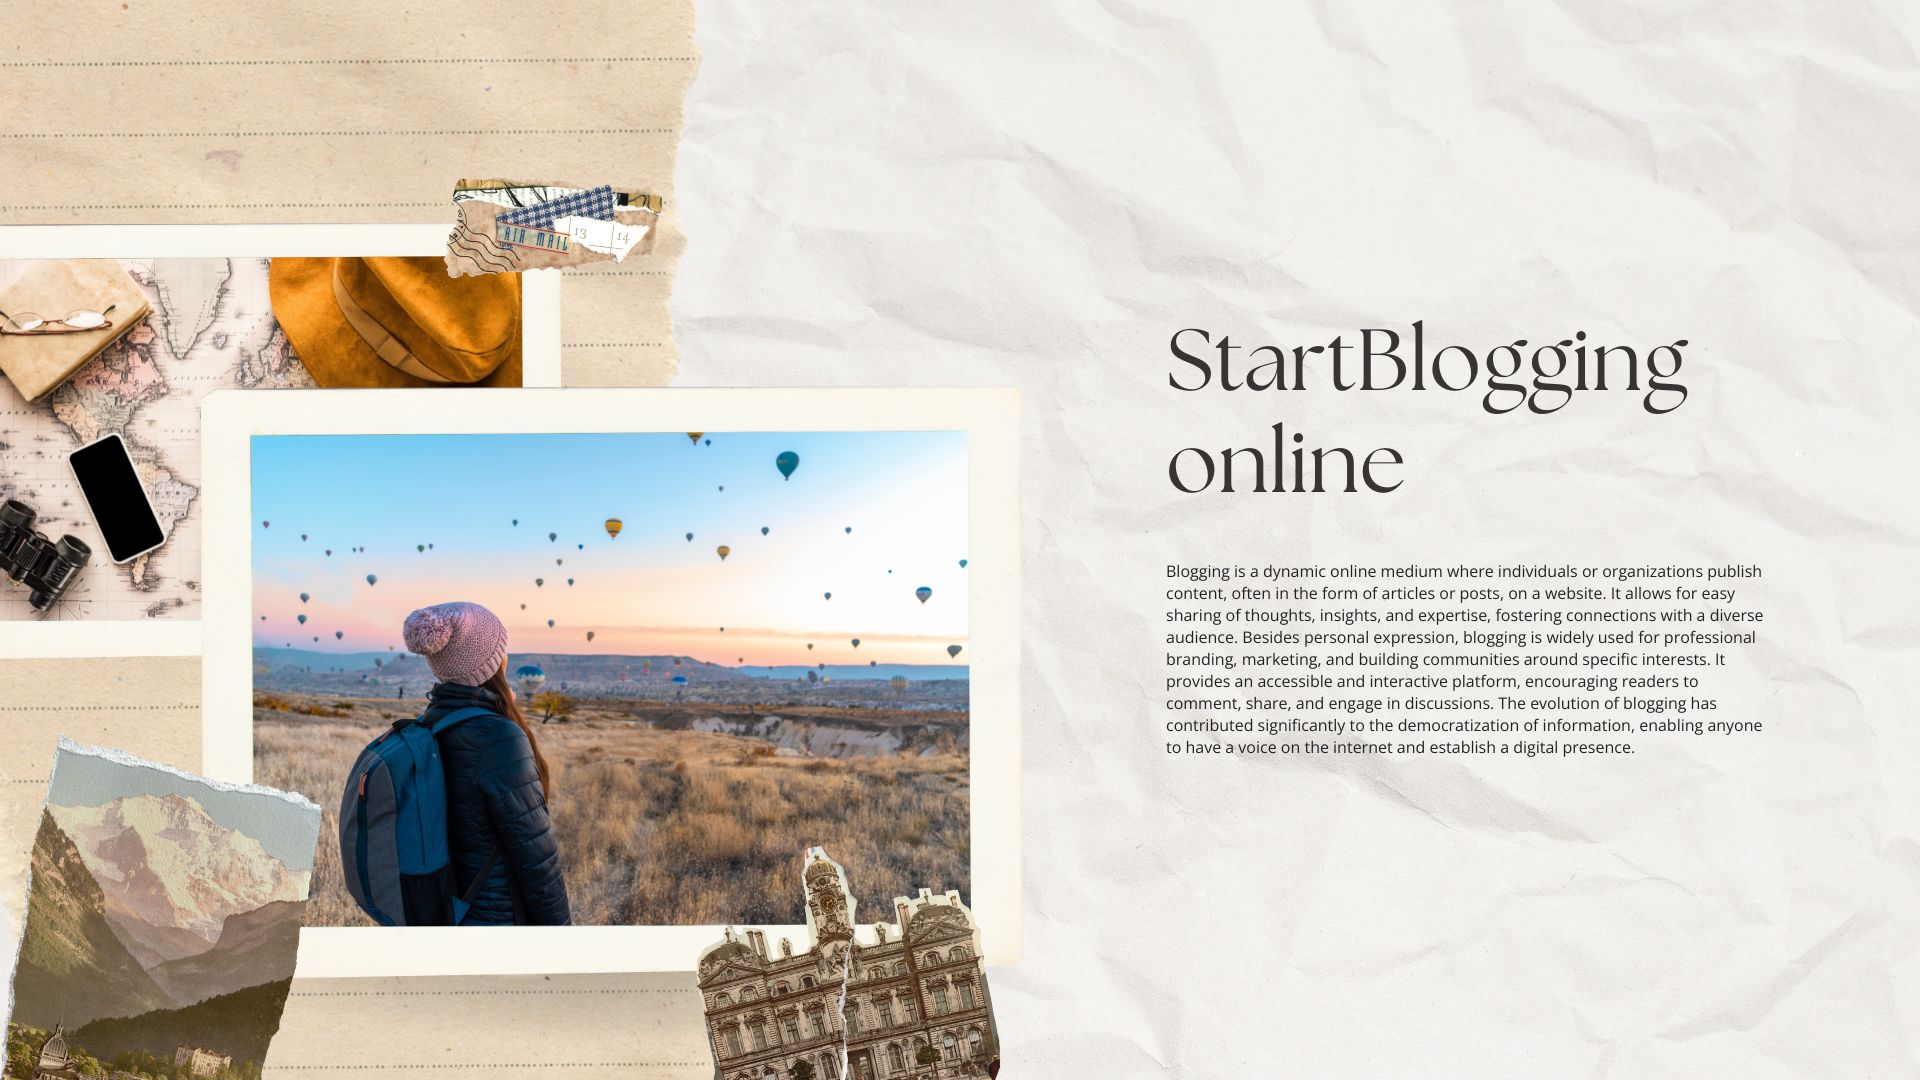 AIR MAIL
13
14
StartBlogging
online
Blogging is a dynamic online medium where individuals or organizations publish
content, often in the form of articles or posts, on a website. It allows for easy
sharing of thoughts, insights, and expertise, fostering connections with a diverse
audience. Besides personal expression, blogging is widely used for professional
branding, marketing, and building communities around specific interests. It
provides an accessible and interactive platform, encouraging readers to
comment, share, and engage in discussions. The evolution of blogging has
contributed significantly to the democratization of information, enabling anyone
to have a voice on the internet and establish a digital presence.